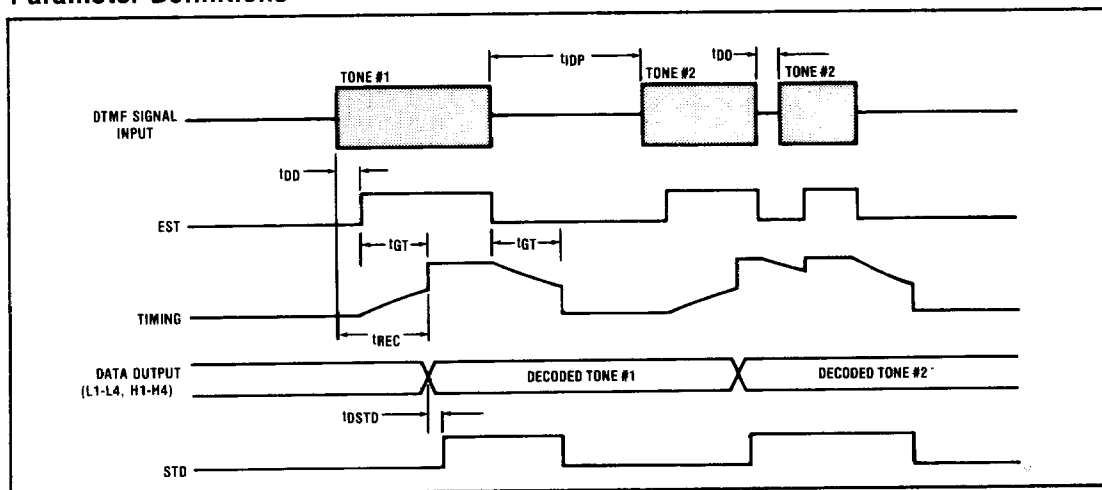 Parameter Definitions
tIDP
tDO
TONE #1
TONE #2
TONE #2
DTMF SIGNAL
INPUT
tDD
EST
tGT
tGT
TIMING
tREC
DATA OUTPUT
(L1-L4, H1-H4)
DECODED TONE #1
DECODED TONE #2
tDSTD
STD